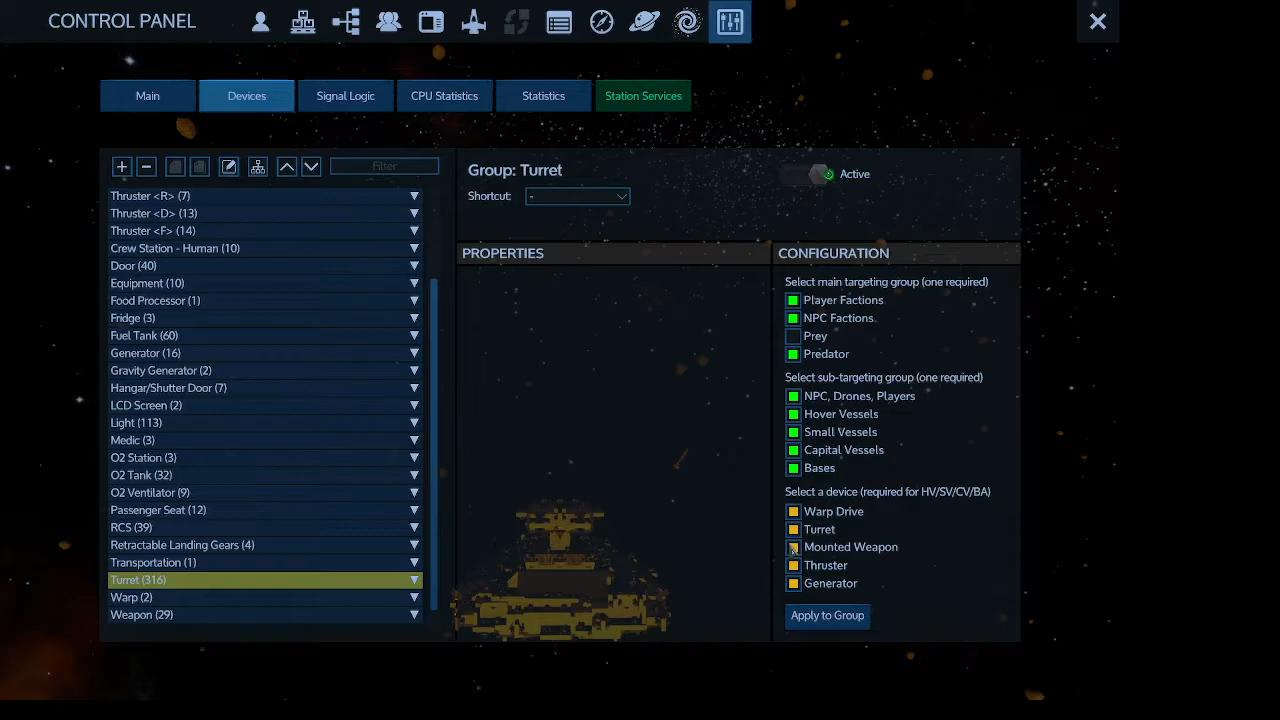 CONTROL PANEL
Main
Devices
Signal Logic
CPU Statistics
Statistics
Station Services
Filter
Thruster <R> (7)
Thruster <D> (13)
Thruster <F> (14)
Crew Station - Human (10)
Door (40)
Equipment (10)
Food Processor (1)
Fridge (3)
Fuel Tank (60)
Generator (16)
Gravity Generator (2)
Hangar/Shutter Door (7)
LCD Screen (2)
Light (113)
Medic (3)
O2 Station (3)
O2 Tank (32)
O2 Ventilator (9)
Passenger Seat (12)
RCS (39)
Retractable Landing Gears (4)
Transportation (1)
Turret (316)
Warp (2)
Weapon (29)
Group: Turret
Shortcut: -
Active
PROPERTIES
CONFIGURATION
Select main targeting group (one required)
Player Factions
NPC Factions
Prey
Predator
Select sub-targeting group (one required)
NPC, Drones, Players
Hover Vessels
Small Vessels
Capital Vessels
Bases
Select a device (required for HV/SV/CV/BA)
Warp Drive
Turret
Mounted Weapon
Thruster
Generator
Apply to Group